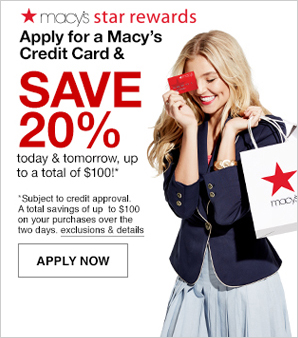 macy's star rewards
Apply for a Macy's
Credit Card &
SAVE
20%
today & tomorrow, up
to a total of $100!*
*Subject to credit approval.
A total savings of up to $100
on your purchases over the
two days. exclusions & details
APPLY NOW
macy's